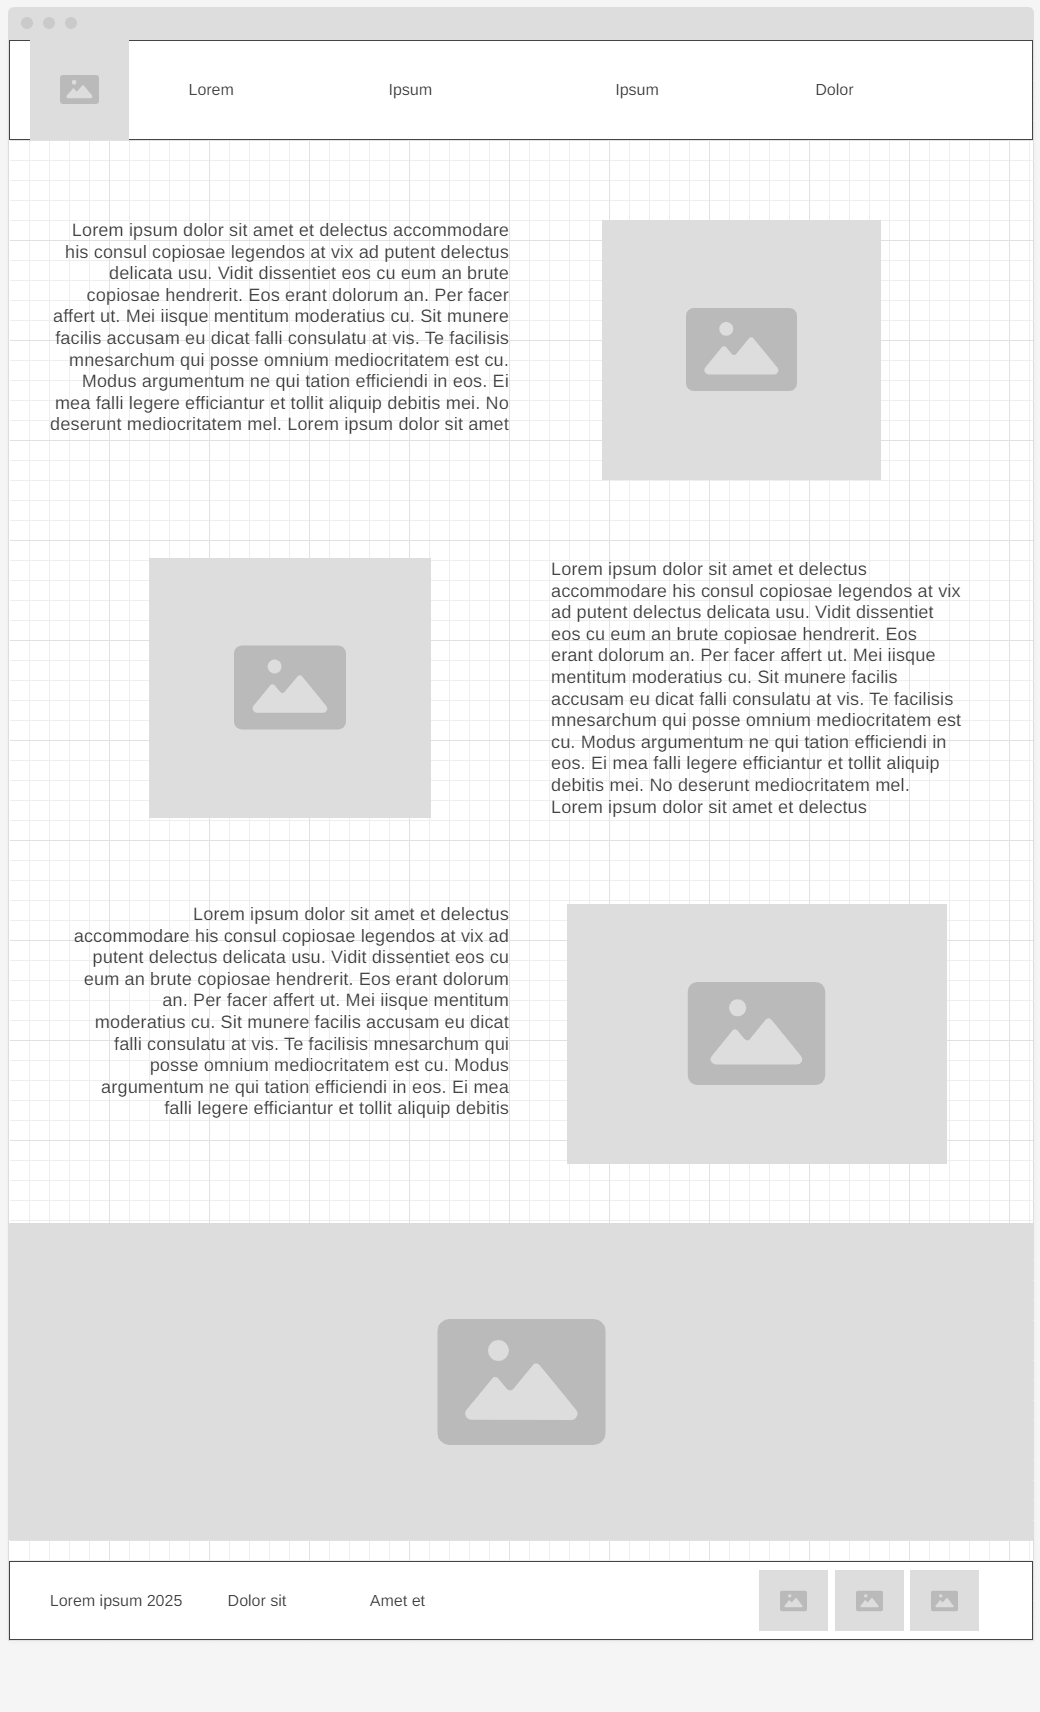 Lorem
Ipsum
Ipsum
Dolor
Lorem ipsum dolor sit amet et delectus accommodare
his consul copiosae legendos at vix ad putent delectus
delicata usu. Vidit dissentiet eos cu eum an brute
copiosae hendrerit. Eos erant dolorum an. Per facer
affert ut. Mei iisque mentitum moderatius cu. Sit munere
facilis accusam eu dicat falli consulatu at vis. Te facilisis
mnesarchum qui posse omnium mediocritatem est cu.
Modus argumentum ne qui tation efficiendi in eos. Ei
mea falli legere efficiantur et tollit aliquip debitis mei. No
deserunt mediocritatem mel. Lorem ipsum dolor sit amet
Lorem ipsum dolor sit amet et delectus
accommodare his consul copiosae legendos at vix
ad putent delectus delicata usu. Vidit dissentiet
eos cu eum an brute copiosae hendrerit. Eos
erant dolorum an. Per facer affert ut. Mei iisque
mentitum moderatius cu. Sit munere facilis
accusam eu dicat falli consulatu at vis. Te facilisis
mnesarchum qui posse omnium mediocritatem est
cu. Modus argumentum ne qui tation efficiendi in
eos. Ei mea falli legere efficiantur et tollit aliquip
debitis mei. No deserunt mediocritatem mel.
Lorem ipsum dolor sit amet et delectus
Lorem ipsum dolor sit amet et delectus
accommodare his consul copiosae legendos at vix ad
putent delectus delicata usu. Vidit dissentiet eos cu
eum an brute copiosae hendrerit. Eos erant dolorum
an. Per facer affert ut. Mei iisque mentitum
moderatius cu. Sit munere facilis accusam eu dicat
falli consulatu at vis. Te facilisis mnesarchum qui
posse omnium mediocritatem est cu. Modus
argumentum ne qui tation efficiendi in eos. Ei mea
falli legere efficiantur et tollit aliquip debitis
Lorem ipsum 2025
Dolor sit
Amet et